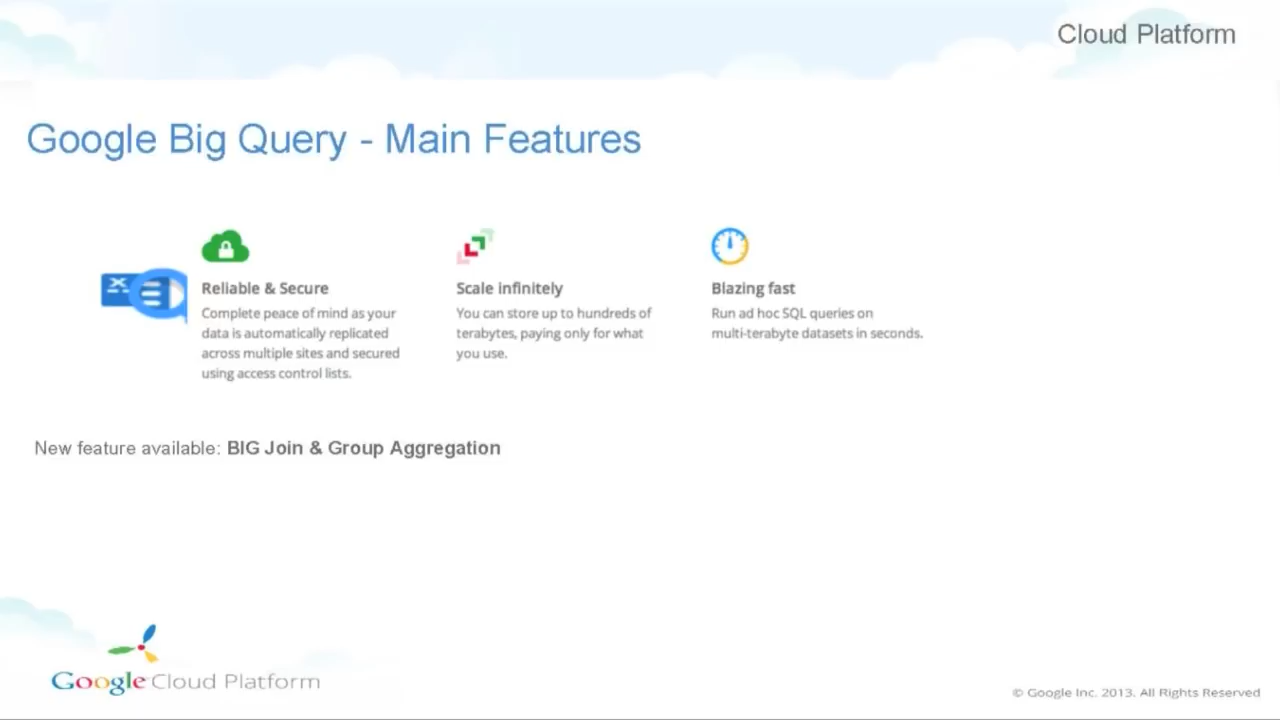 Cloud Platform
Google Big Query - Main Features
Reliable & Secure
Complete peace of mind as your
data is automatically replicated
across multiple sites and secured
using access control lists.
Scale infinitely
You can store up to hundreds of
terabytes, paying only for what
you use.
Blazing fast
Run ad hoc SQL queries on
multi-terabyte datasets in seconds.
New feature available: BIG Join & Group Aggregation
Google Cloud Platform
© Google Inc. 2013. All Rights Reserved